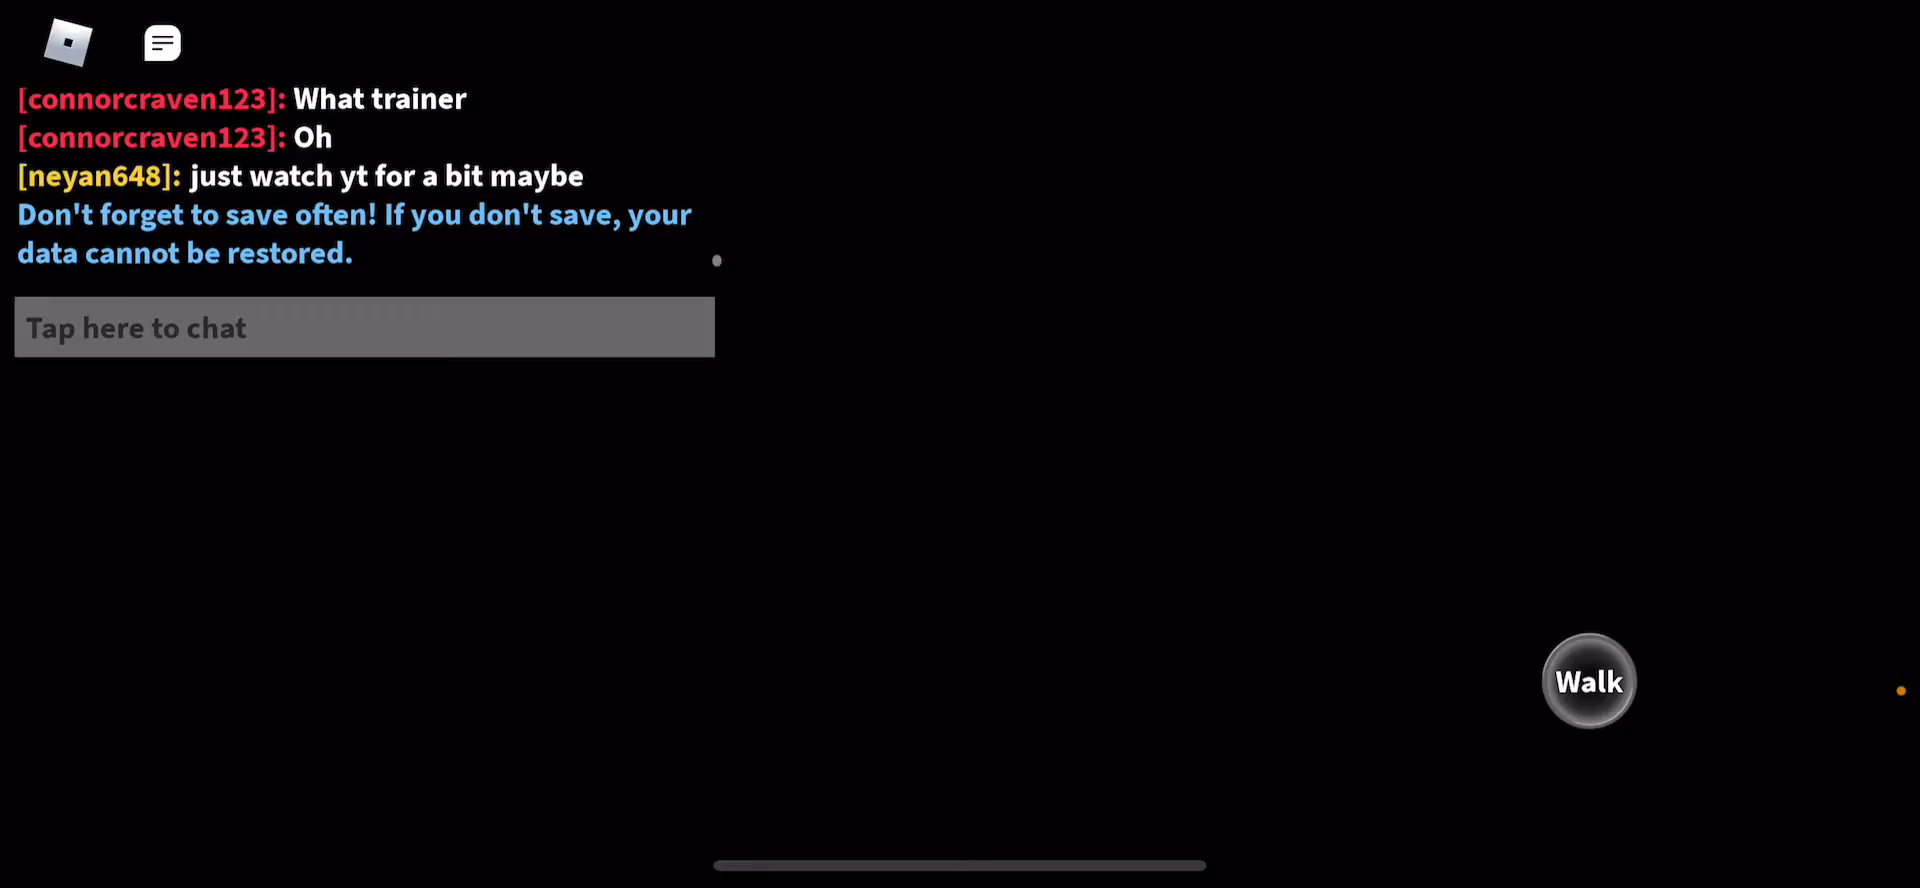 [connorcraven123]: What trainer
[connorcraven123]: Oh
[neyan648]: just watch yt for a bit maybe
Don't forget to save often! If you don't save, your
data cannot be restored.
Tap here to chat
Walk